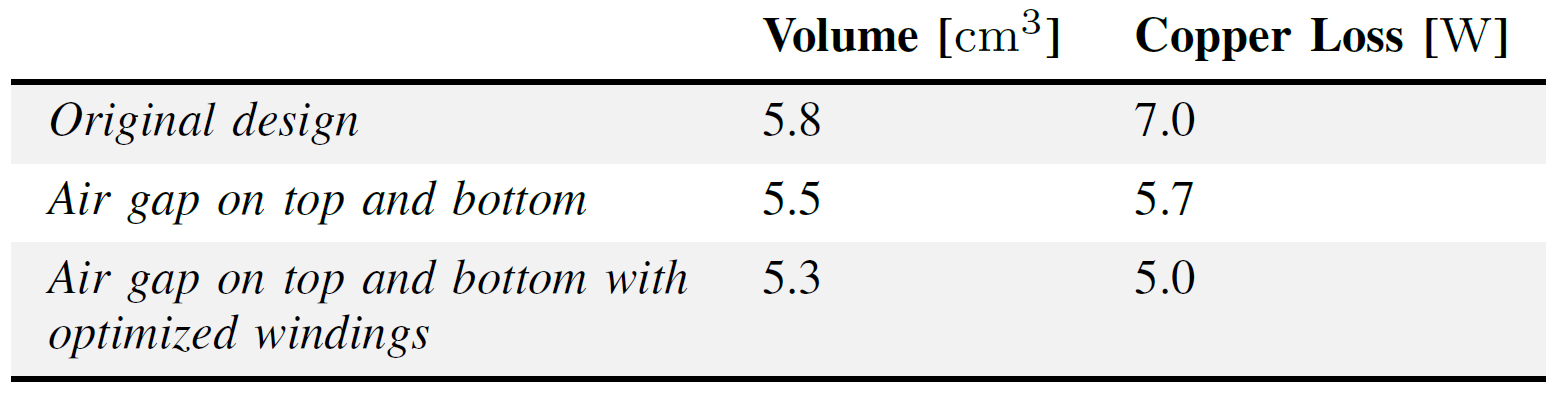 Volume [cm³] Copper Loss [W]
Original design 5.8 7.0
Air gap on top and bottom 5.5 5.7
Air gap on top and bottom with 5.3 5.0
optimized windings